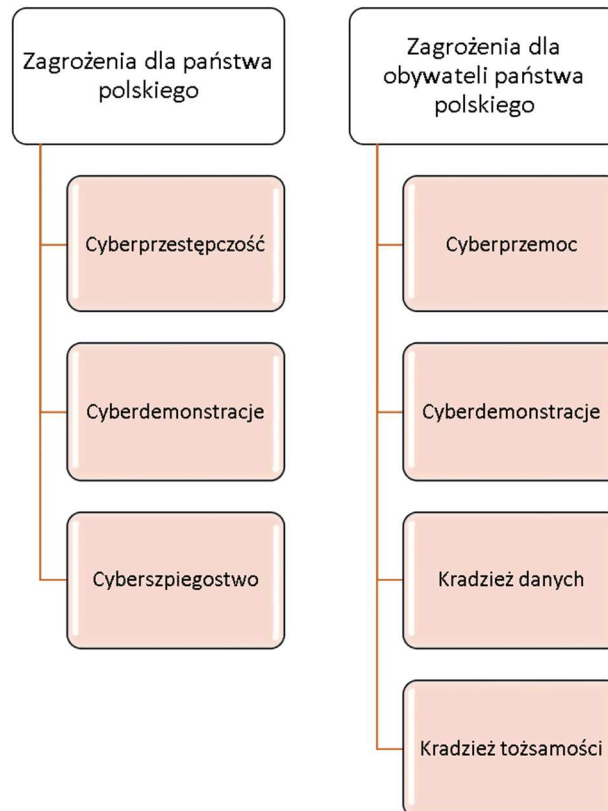 Zagrożenia dla państwa
polskiego
Cyberprzestępczość
Cyberdemonstracje
Cyberszpiegostwo
Zagrożenia dla
obywateli państwa
polskiego
Cyberprzemoc
Cyberdemonstracje
Kradzież danych
Kradzież tożsamości